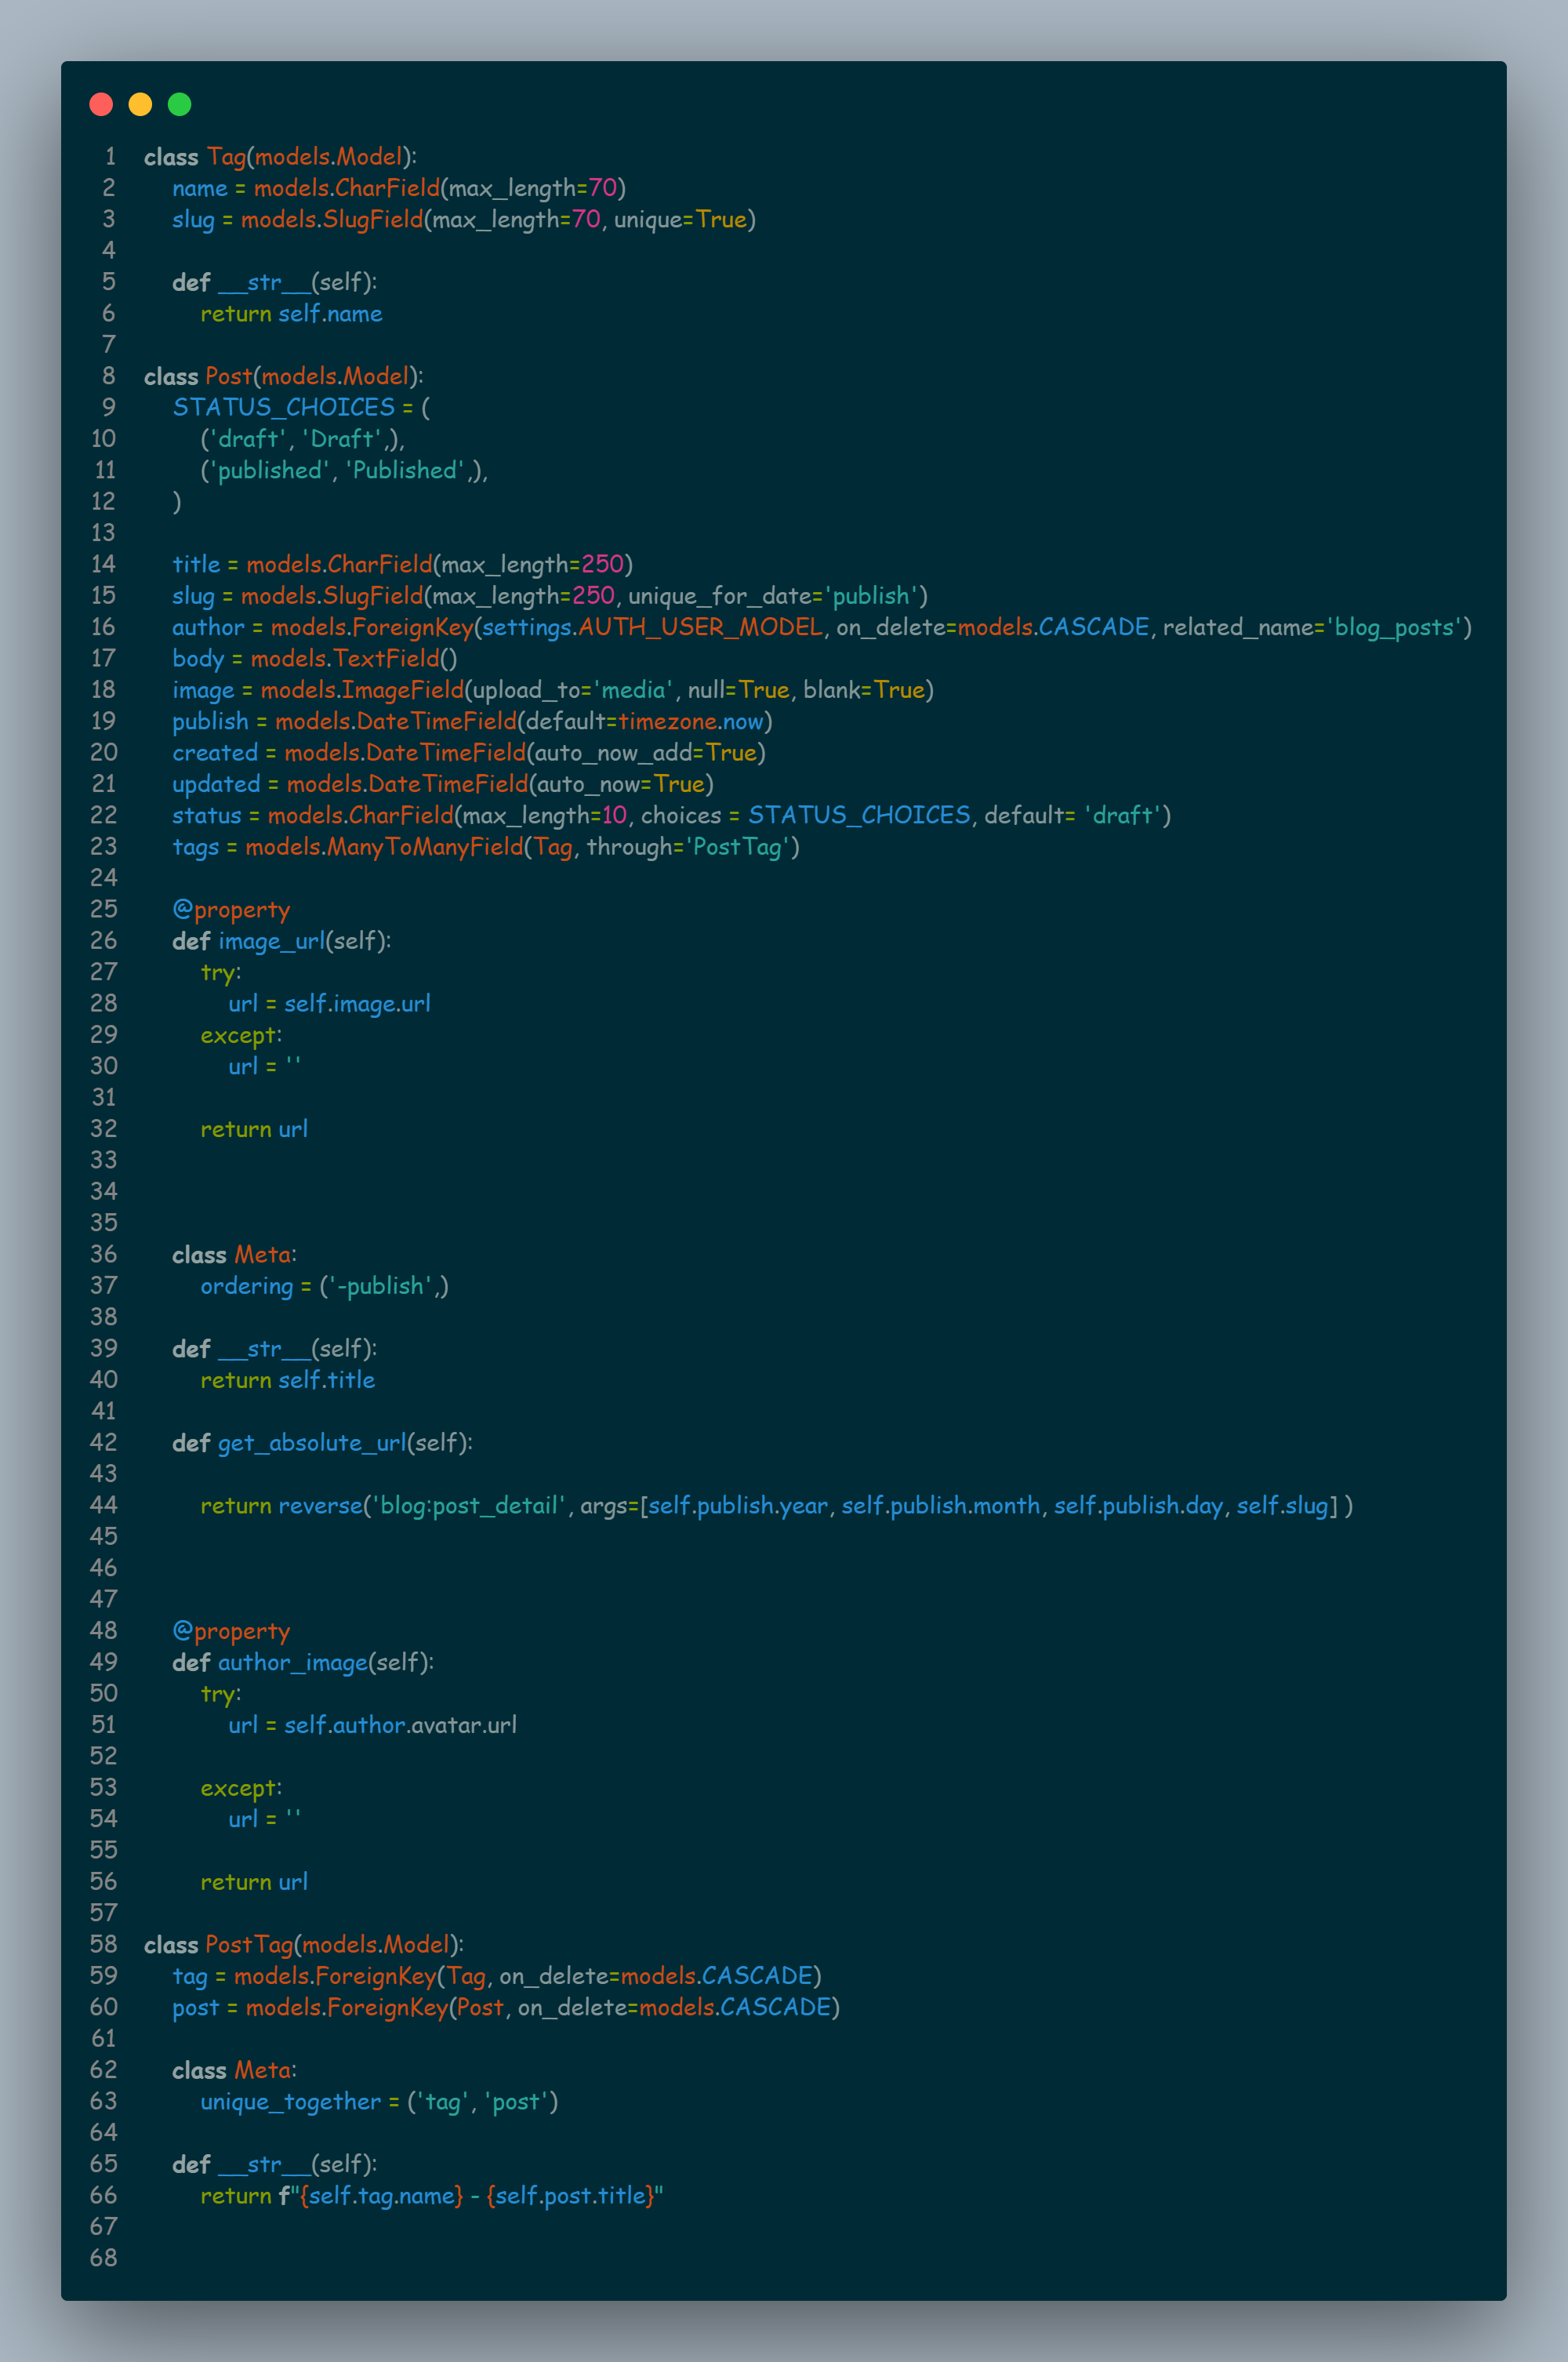 1 class Tag(models.Model):
2     name = models.CharField(max_length=70)
3     slug = models.SlugField(max_length=70, unique=True)
4
5     def __str__(self):
6         return self.name
7
8 class Post(models.Model):
9     STATUS_CHOICES = (
10         ('draft', 'Draft',),
11         ('published', 'Published',),
12     )
13
14     title = models.CharField(max_length=250)
15     slug = models.SlugField(max_length=250, unique_for_date='publish')
16     author = models.ForeignKey(settings.AUTH_USER_MODEL, on_delete=models.CASCADE, related_name='blog_posts')
17     body = models.TextField()
18     image = models.ImageField(upload_to='media', null=True, blank=True)
19     publish = models.DateTimeField(default=timezone.now)
20     created = models.DateTimeField(auto_now_add=True)
21     updated = models.DateTimeField(auto_now=True)
22     status = models.CharField(max_length=10, choices = STATUS_CHOICES, default= 'draft')
23     tags = models.ManyToManyField(Tag, through='PostTag')
24
25     @property
26     def image_url(self):
27         try:
28             url = self.image.url
29         except:
30             url = ''
31
32         return url
33
34
35
36     class Meta:
37         ordering = ('-publish',)
38
39     def __str__(self):
40         return self.title
41
42     def get_absolute_url(self):
43
44         return reverse('blog:post_detail', args=[self.publish.year, self.publish.month, self.publish.day, self.slug] )
45
46
47
48     @property
49     def author_image(self):
50         try:
51             url = self.author.avatar.url
52
53         except:
54             url = ''
55
56         return url
57
58 class PostTag(models.Model):
59     tag = models.ForeignKey(Tag, on_delete=models.CASCADE)
60     post = models.ForeignKey(Post, on_delete=models.CASCADE)
61
62     class Meta:
63         unique_together = ('tag', 'post')
64
65     def __str__(self):
66         return f"{self.tag.name} - {self.post.title}"
67
68